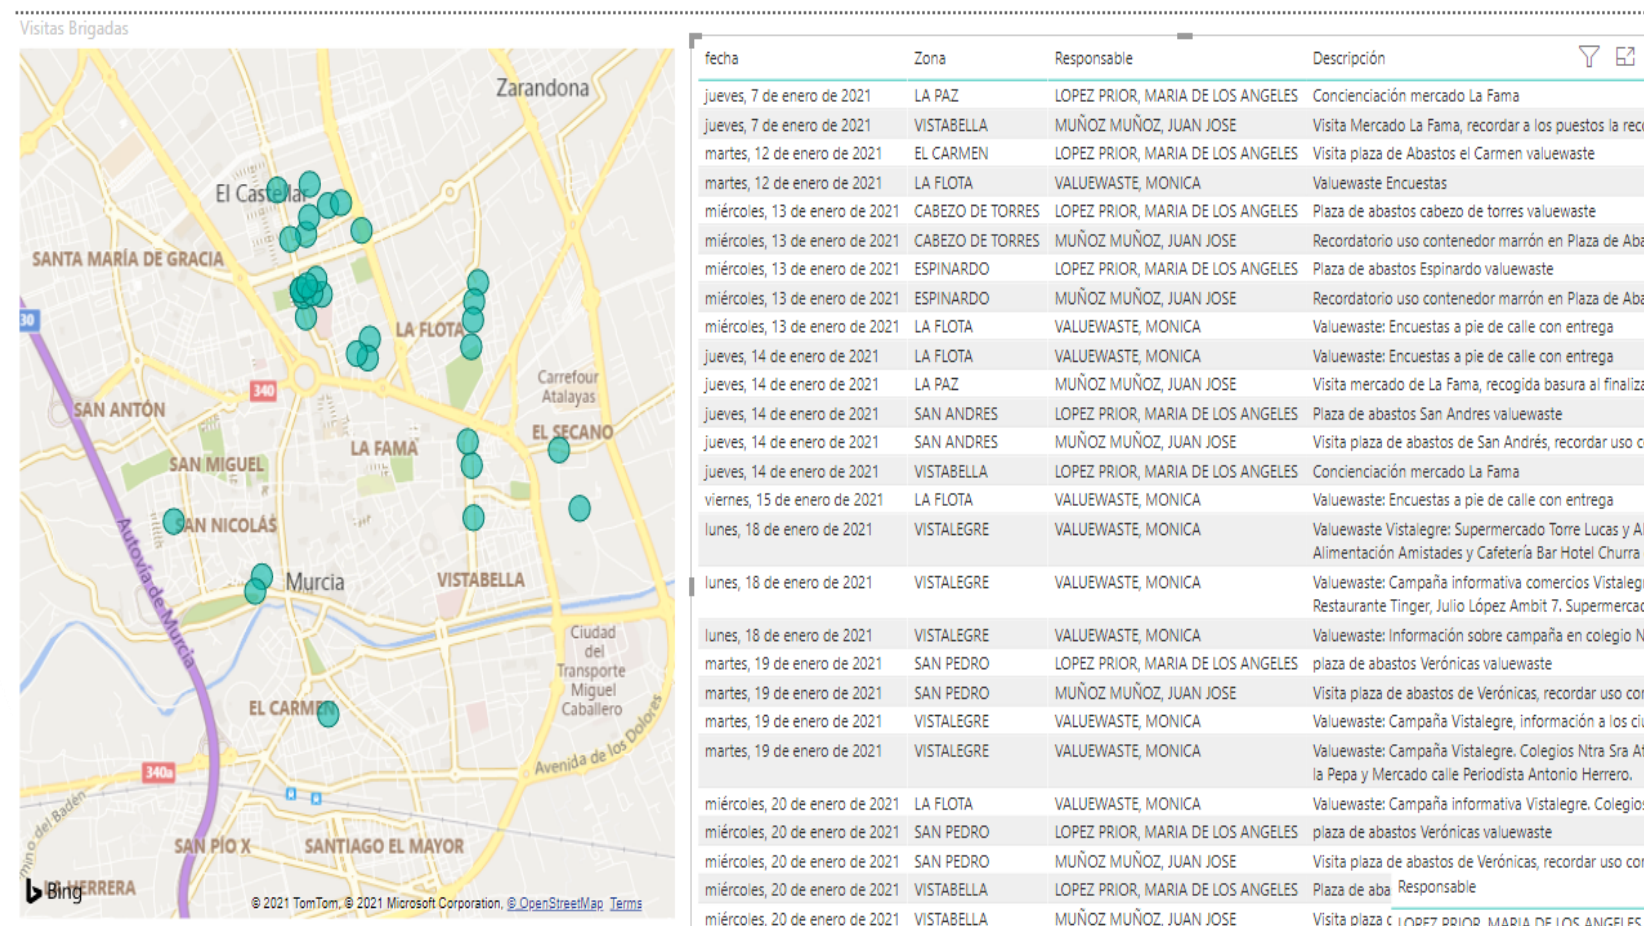 Visitas Brigadas
Zarandona
El Castellar
SANTA MARÍA DE GRACIA
30
LA FLOTA
Carrefour
Atalayas
340
SAN ANTÓN
EL SECANO
LA FAMA
SAN MIGUEL
SAN NICOLÁS
Autovía de Murcia
Murcia
VISTABELLA
Ciudad
del
Transporte
Miguel
Caballero
EL CARMEN
Avenida de los Dolores
340a
mino del Badén
SAN PÍO X
SANTIAGO EL MAYOR
HERRERA
Bing
© 2021 TomTom, © 2021 Microsoft Corporation, © OpenStreetMap Terms
fecha Zona Responsable Descripción
jueves, 7 de enero de 2021 LA PAZ LOPEZ PRIOR, MARIA DE LOS ANGELES Concienciación mercado La Fama
jueves, 7 de enero de 2021 VISTABELLA MUÑOZ MUÑOZ, JUAN JOSE Visita Mercado La Fama, recordar a los puestos la reco
martes, 12 de enero de 2021 EL CARMEN LOPEZ PRIOR, MARIA DE LOS ANGELES Visita plaza de Abastos el Carmen valuewaste
martes, 12 de enero de 2021 LA FLOTA VALUEWASTE, MONICA Valuewaste Encuestas
miércoles, 13 de enero de 2021 CABEZO DE TORRES LOPEZ PRIOR, MARIA DE LOS ANGELES Plaza de abastos cabezo de torres valuewaste
miércoles, 13 de enero de 2021 CABEZO DE TORRES MUÑOZ MUÑOZ, JUAN JOSE Recordatorio uso contenedor marrón en Plaza de Aba
miércoles, 13 de enero de 2021 ESPINARDO LOPEZ PRIOR, MARIA DE LOS ANGELES Plaza de abastos Espinardo valuewaste
miércoles, 13 de enero de 2021 ESPINARDO MUÑOZ MUÑOZ, JUAN JOSE Recordatorio uso contenedor marrón en Plaza de Aba
miércoles, 13 de enero de 2021 LA FLOTA VALUEWASTE, MONICA Valuewaste: Encuestas a pie de calle con entrega
jueves, 14 de enero de 2021 LA FLOTA VALUEWASTE, MONICA Valuewaste: Encuestas a pie de calle con entrega
jueves, 14 de enero de 2021 LA PAZ MUÑOZ MUÑOZ, JUAN JOSE Visita mercado de La Fama, recogida basura al finaliza
jueves, 14 de enero de 2021 SAN ANDRES LOPEZ PRIOR, MARIA DE LOS ANGELES Plaza de abastos San Andres valuewaste
jueves, 14 de enero de 2021 SAN ANDRES MUÑOZ MUÑOZ, JUAN JOSE Visita plaza de abastos de San Andrés, recordar uso c
jueves, 14 de enero de 2021 VISTABELLA LOPEZ PRIOR, MARIA DE LOS ANGELES Concienciación mercado La Fama
viernes, 15 de enero de 2021 LA FLOTA VALUEWASTE, MONICA Valuewaste: Encuestas a pie de calle con entrega
lunes, 18 de enero de 2021 VISTALEGRE VALUEWASTE, MONICA Valuewaste Vistalegre: Supermercado Torre Lucas y Al
Alimentación Amistades y Cafetería Bar Hotel Churra
lunes, 18 de enero de 2021 VISTALEGRE VALUEWASTE, MONICA Valuewaste: Campaña informativa comercios Vistalegr
Restaurante Tinger, Julio López Ambit 7. Supermercad
lunes, 18 de enero de 2021 VISTALEGRE VALUEWASTE, MONICA Valuewaste: Información sobre campaña en colegio N
martes, 19 de enero de 2021 SAN PEDRO LOPEZ PRIOR, MARIA DE LOS ANGELES plaza de abastos Verónicas valuewaste
martes, 19 de enero de 2021 SAN PEDRO MUÑOZ MUÑOZ, JUAN JOSE Visita plaza de abastos de Verónicas, recordar uso cor
martes, 19 de enero de 2021 VISTALEGRE VALUEWASTE, MONICA Valuewaste: Campaña Vistalegre, información a los ciu
martes, 19 de enero de 2021 VISTALEGRE VALUEWASTE, MONICA Valuewaste: Campaña Vistalegre. Colegios Ntra Sra At
la Pepa y Mercado calle Periodista Antonio Herrero.
miércoles, 20 de enero de 2021 LA FLOTA VALUEWASTE, MONICA Valuewaste: Campaña informativa Vistalegre. Colegios
miércoles, 20 de enero de 2021 SAN PEDRO LOPEZ PRIOR, MARIA DE LOS ANGELES plaza de abastos Verónicas valuewaste
miércoles, 20 de enero de 2021 SAN PEDRO MUÑOZ MUÑOZ, JUAN JOSE Visita plaza de abastos de Verónicas, recordar uso cor
miércoles, 20 de enero de 2021 VISTABELLA LOPEZ PRIOR, MARIA DE LOS ANGELES Plaza de aba
Responsable
miércoles, 20 de enero de 2021 VISTABELLA MUÑOZ MUÑOZ, JUAN JOSE Visita plaza
LOPEZ PRIOR, MARIA DE LOS ANGELES